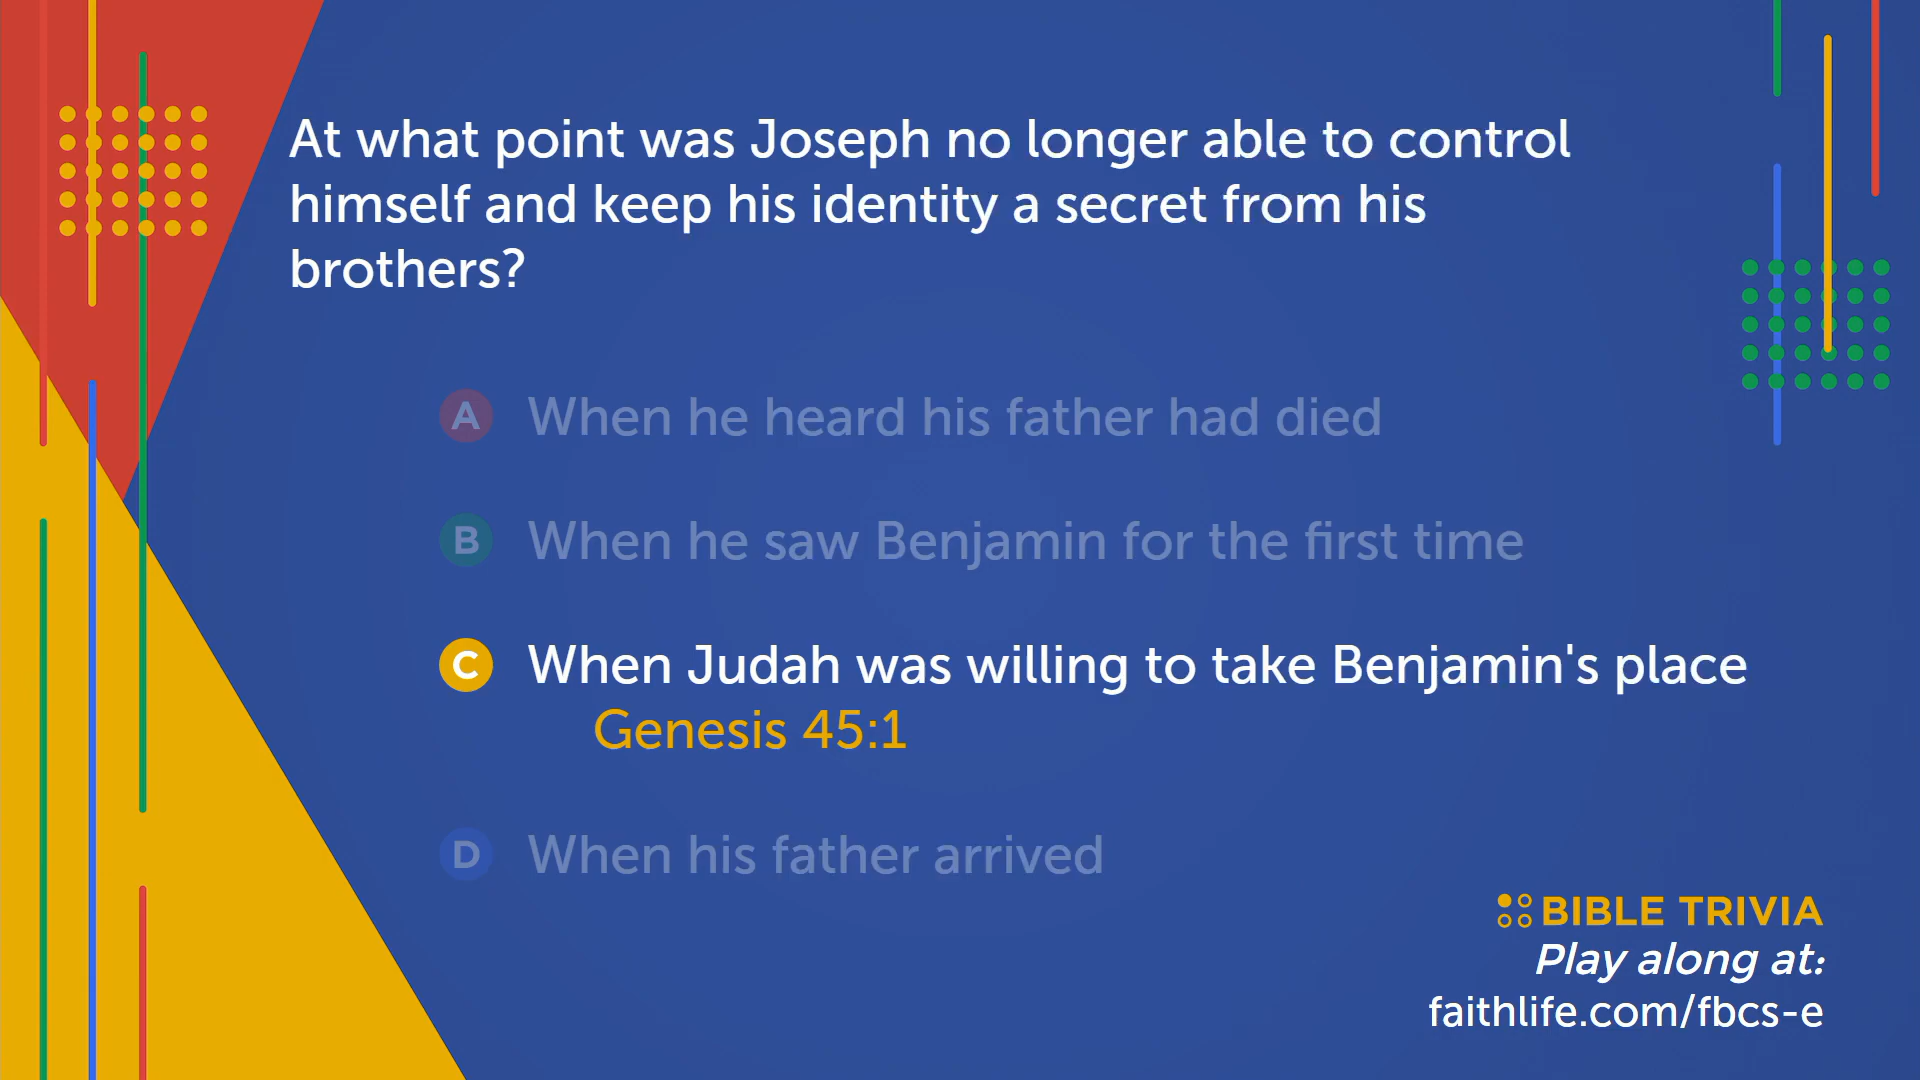 At what point was Joseph no longer able to control
himself and keep his identity a secret from his
brothers?
A When he heard his father had died
B When he saw Benjamin for the first time
C When Judah was willing to take Benjamin's place
Genesis 45:1
D When his father arrived
BIBLE TRIVIA
Play along at:
faithlife.com/fbcs-e